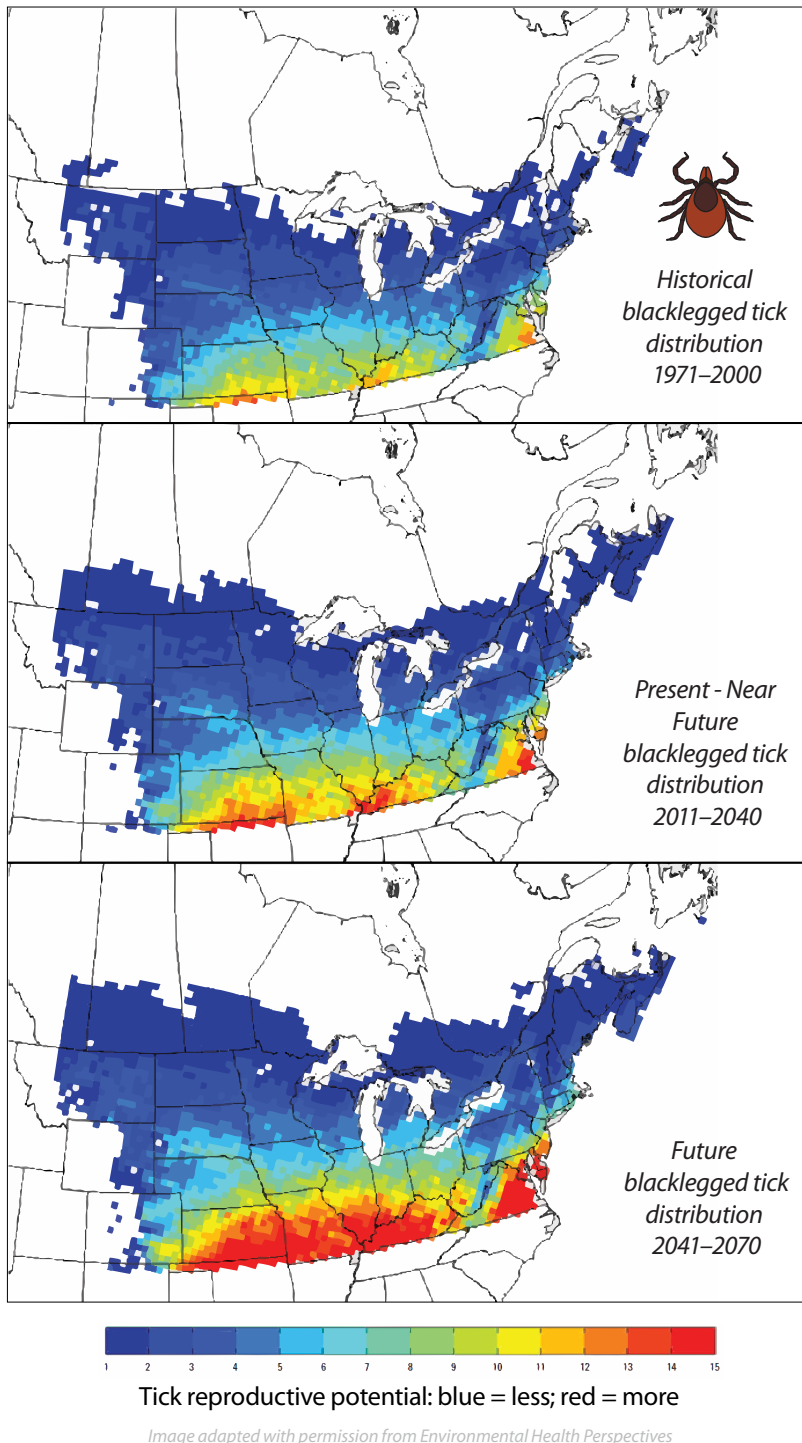 Historical
blacklegged tick
distribution
1971–2000
Present - Near
Future
blacklegged tick
distribution
2011–2040
Future
blacklegged tick
distribution
2041–2070
1 2 3 4 5 6 7 8 9 10 11 12 13 14 15
Tick reproductive potential: blue = less; red = more
Image adapted with permission from Environmental Health Perspectives